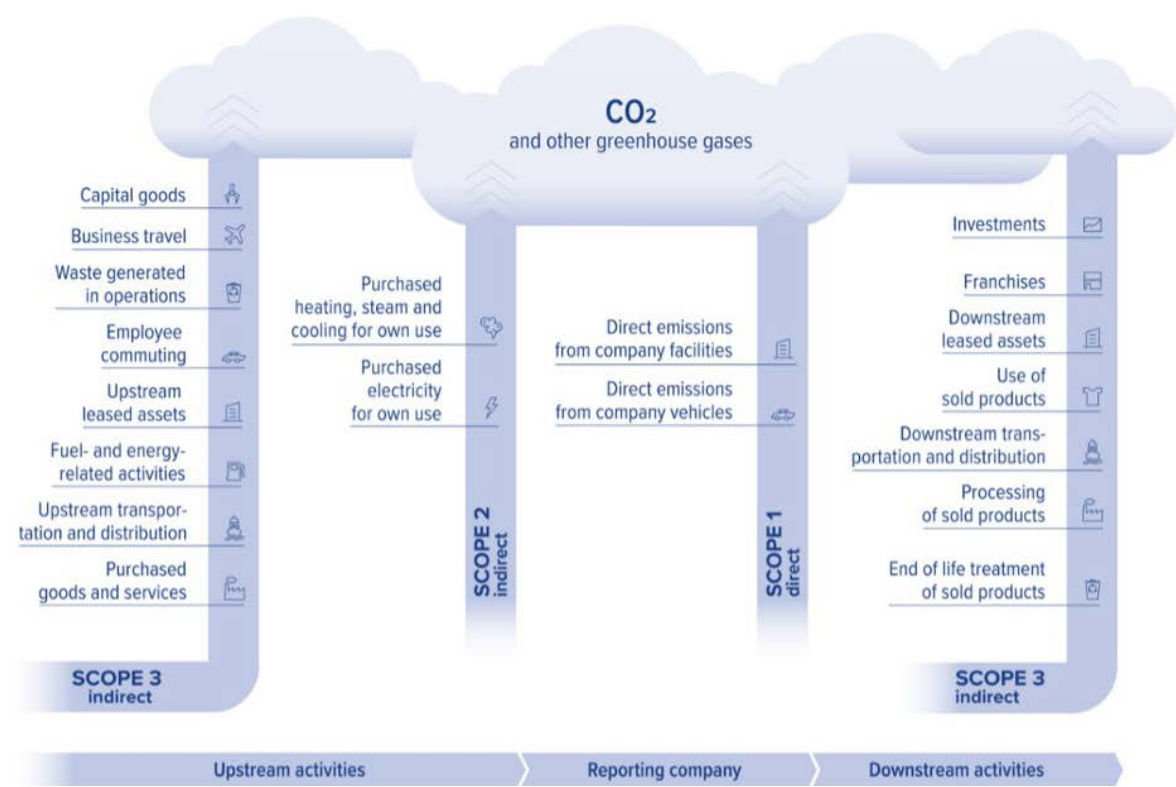 CO₂
and other greenhouse gases
Capital goods
Business travel
Waste generated
in operations
Employee
commuting
Upstream
leased assets
Fuel- and energy-
related activities
Upstream transpor-
tation and distribution
Purchased
goods and services
SCOPE 3
indirect
Purchased
heating, steam and
cooling for own use
Purchased
electricity
for own use
SCOPE 2
indirect
Direct emissions
from company facilities
Direct emissions
from company vehicles
SCOPE 1
direct
Investments
Franchises
Downstream
leased assets
Use of
sold products
Downstream trans-
portation and distribution
Processing
of sold products
End of life treatment
of sold products
SCOPE 3
indirect
Upstream activities
Reporting company
Downstream activities